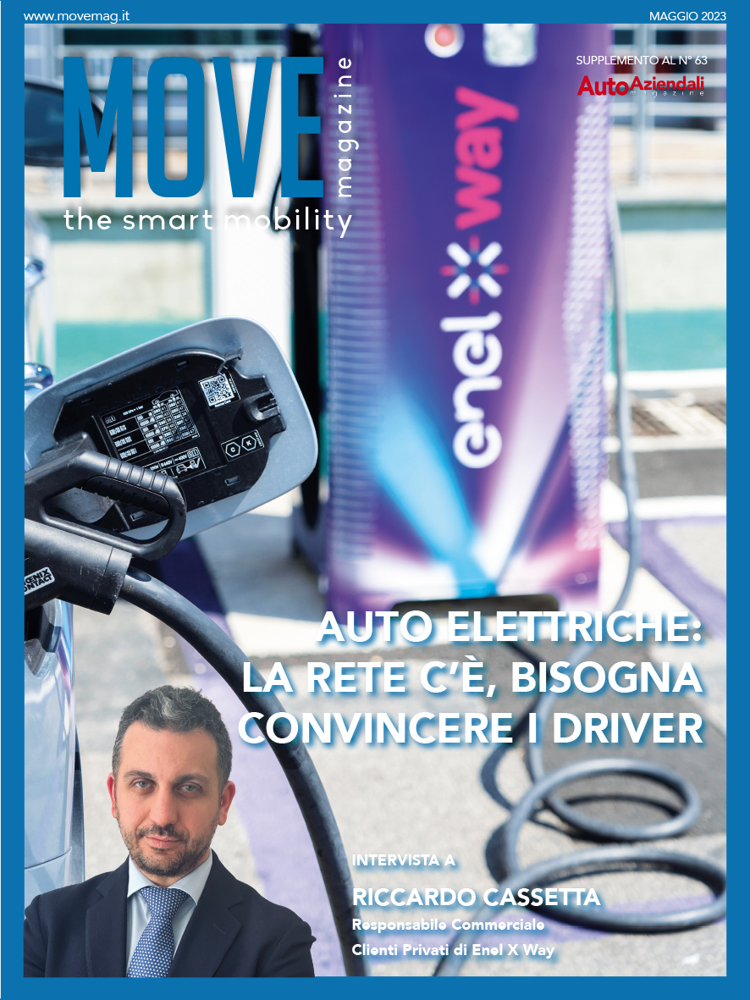 www.movemag.it
MAGGIO 2023
MOVE
magazine
the smart mobility
SUPPLEMENTO AL N° 63
AutoAziendali
magazine
enel x way
AUTO ELETTRICHE:
LA RETE C'È, BISOGNA
CONVINCERE I DRIVER
INTERVISTA A
RICCARDO CASSETTA
Responsabile Commerciale
Clienti Privati di Enel X Way